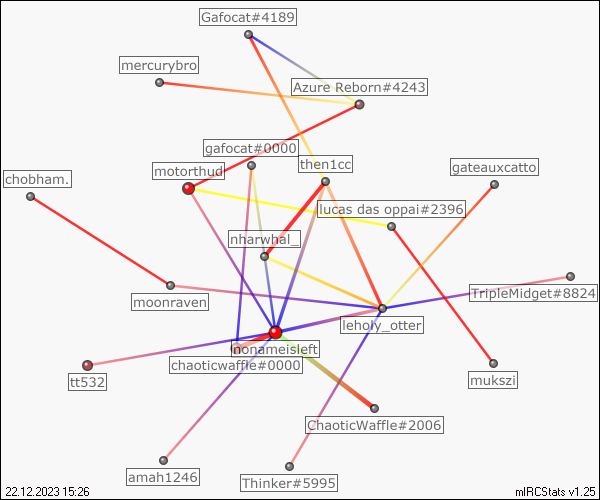 Gafocat#4189
mercurybro
Azure Reborn#4243
gafocat#0000
then1cc
motorthud
gateauxcatto
chobham.
lucas das oppai#2396
nharwhal_
TripleMidget#8824
moonraven
leholy_otter
nonameisleft
chaoticwaffle#0000
tt532
mukszi
ChaoticWaffle#2006
amah1246
Thinker#5995
22.12.2023 15:26
mIRCStats v1.25